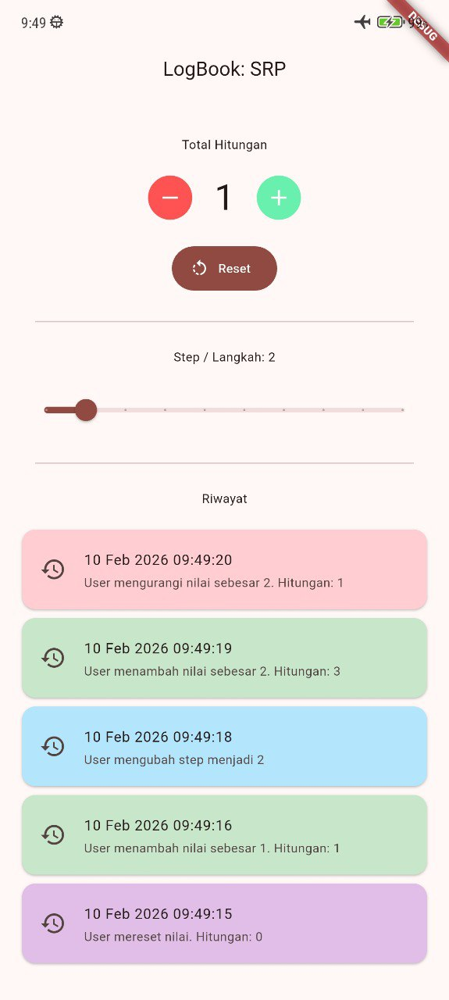 9:49
99%
DEBUG
LogBook: SRP
Total Hitungan
1
Reset
Step / Langkah: 2
Riwayat
10 Feb 2026 09:49:20
User mengurangi nilai sebesar 2. Hitungan: 1
10 Feb 2026 09:49:19
User menambah nilai sebesar 2. Hitungan: 3
10 Feb 2026 09:49:18
User mengubah step menjadi 2
10 Feb 2026 09:49:16
User menambah nilai sebesar 1. Hitungan: 1
10 Feb 2026 09:49:15
User mereset nilai. Hitungan: 0